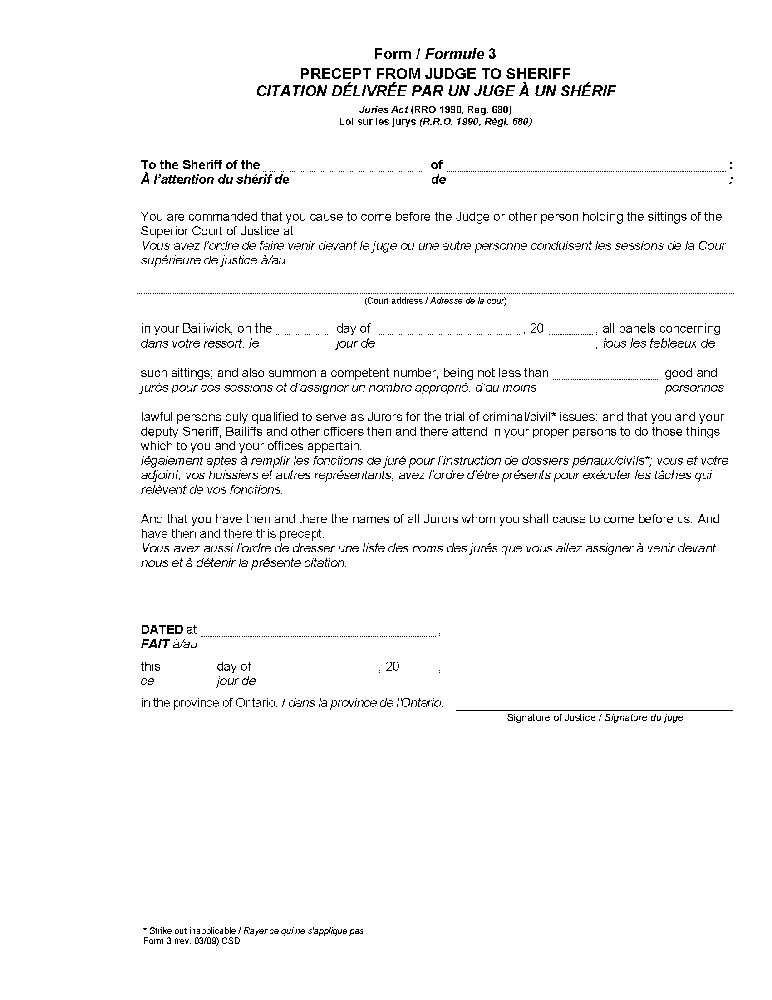 Form / Formule 3
PRECEPT FROM JUDGE TO SHERIFF
CITATION DÉLIVRÉE PAR UN JUGE À UN SHÉRIF
Juries Act (RRO 1990, Reg. 680)
Loi sur les jurys (R.R.O. 1990, Règl. 680)
To the Sheriff of the of :
À l’attention du shérif de de :
You are commanded that you cause to come before the Judge or other person holding the sittings of the
Superior Court of Justice at
Vous avez l’ordre de faire venir devant le juge ou une autre personne conduisant les sessions de la Cour
supérieure de justice à/au
(Court address / Adresse de la cour)
in your Bailiwick, on the day of , 20 , all panels concerning
dans votre ressort, le jour de , tous les tableaux de
such sittings; and also summon a competent number, being not less than good and
jurés pour ces sessions et d’assigner un nombre approprié, d’au moins personnes
lawful persons duly qualified to serve as Jurors for the trial of criminal/civil* issues; and that you and your
deputy Sheriff, Bailiffs and other officers then and there attend in your proper persons to do those things
which to you and your offices appertain.
légalement aptes à remplir les fonctions de juré pour l’instruction de dossiers pénaux/civils*; vous et votre
adjoint, vos huissiers et autres représentants, avez l’ordre d’être présents pour exécuter les tâches qui
relèvent de vos fonctions.
And that you have then and there the names of all Jurors whom you shall cause to come before us. And
have then and there this precept.
Vous avez aussi l’ordre de dresser une liste des noms des jurés que vous allez assigner à venir devant
nous et à détenir la présente citation.
DATED at ,
FAIT à/au
this day of , 20 ,
ce jour de
in the province of Ontario. / dans la province de l'Ontario.
Signature of Justice / Signature du juge
* Strike out inapplicable / Rayer ce qui ne s'applique pas
Form 3 (rev. 03/09) CSD